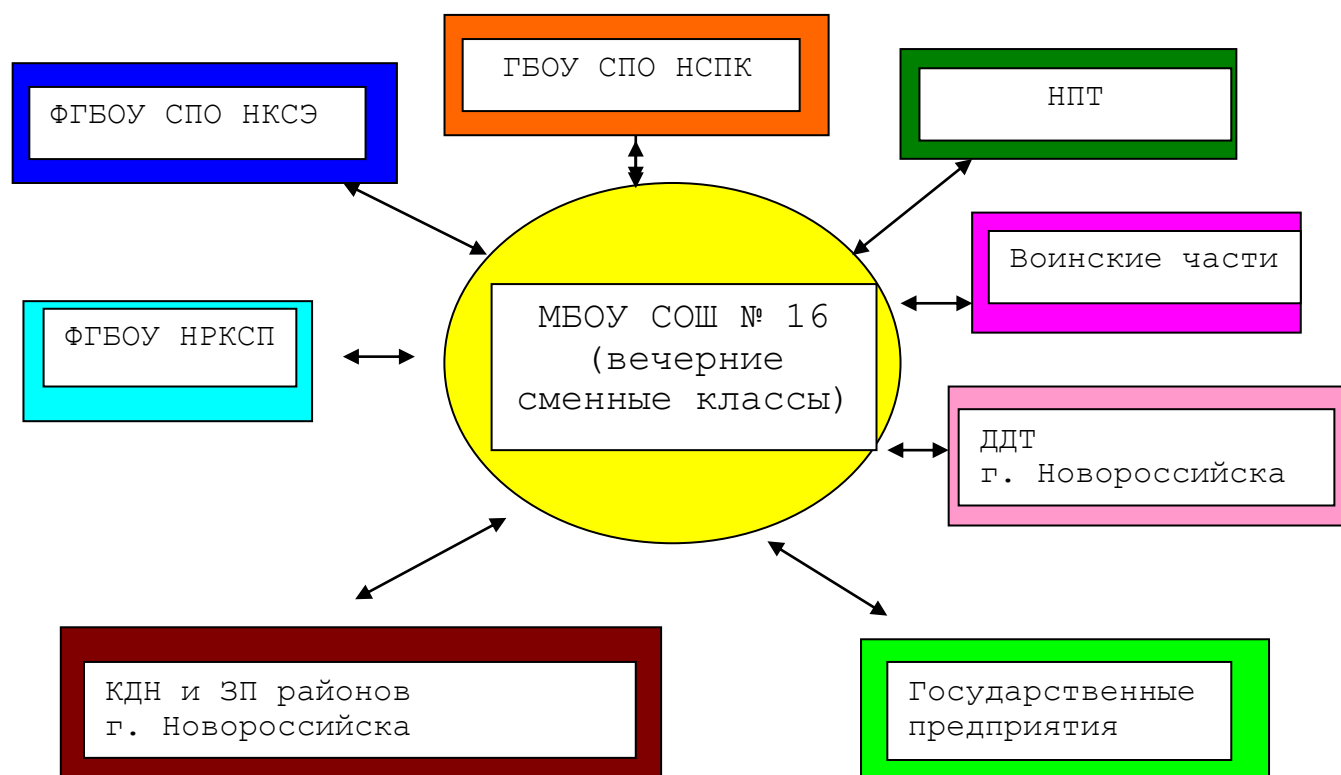 ГБОУ СПО НСПК
ФГБОУ СПО НКСЭ
НПТ
Воинские части
МБОУ СОШ № 16
(вечерние
сменные классы)
ФГБОУ НРКСП
ДДТ
г. Новороссийска
КДН и ЗП районов
г. Новороссийска
Государственные
предприятия